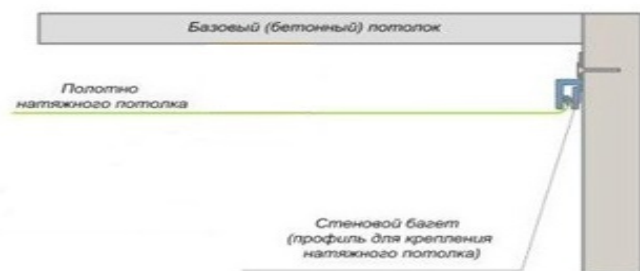 Базовый (бетонный) потолок
Полотно
натяжного потолка
Стеновой багет
(профиль для крепления
натяжного потолка)